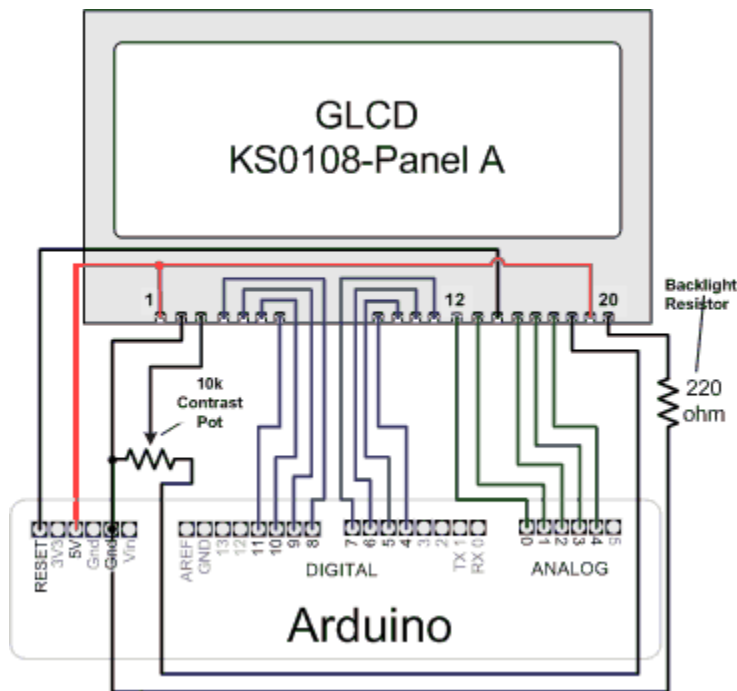 GLCD
KS0108-Panel A
1
12
20
Backlight
Resistor
10k
Contrast
Pot
220
ohm
RESET
3V3
5V
Gnd
Gnd
Vin
AREF
GND
13
12
11
10
9
8
7
6
5
4
3
2
TX 1
RX 0
0
1
2
3
4
5
DIGITAL
ANALOG
Arduino